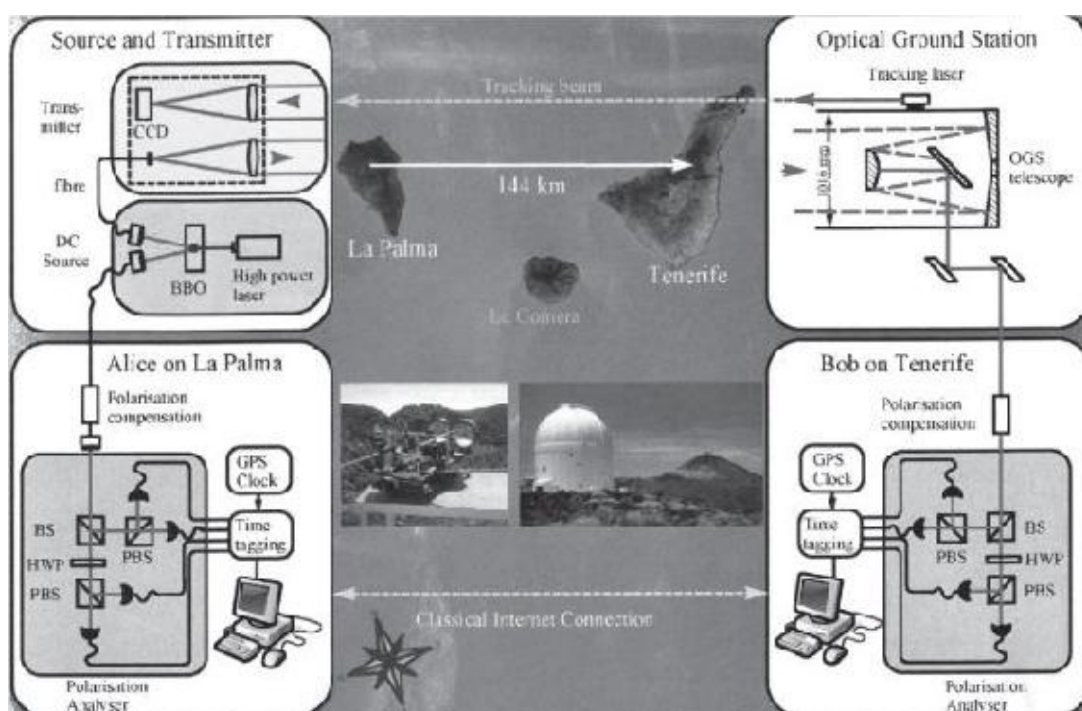 Source and Transmitter
Trans-
mitter
CCD
fibre
DC
Source
BBO
High power
laser
Tracking beam
144 km
La Palma
Tenerife
La Gomera
Optical Ground Station
Tracking laser
1016 mm
OGS
telescope
Alice on La Palma
Polarisation
compensation
GPS
Clock
Time
tagging
BS
PBS
HWP
PBS
Polarisation
Analyser
Classical Internet Connection
Bob on Tenerife
Polarisation
compensation
GPS
Clock
Time
tagging
BS
PBS
HWP
PBS
Polarisation
Analyser